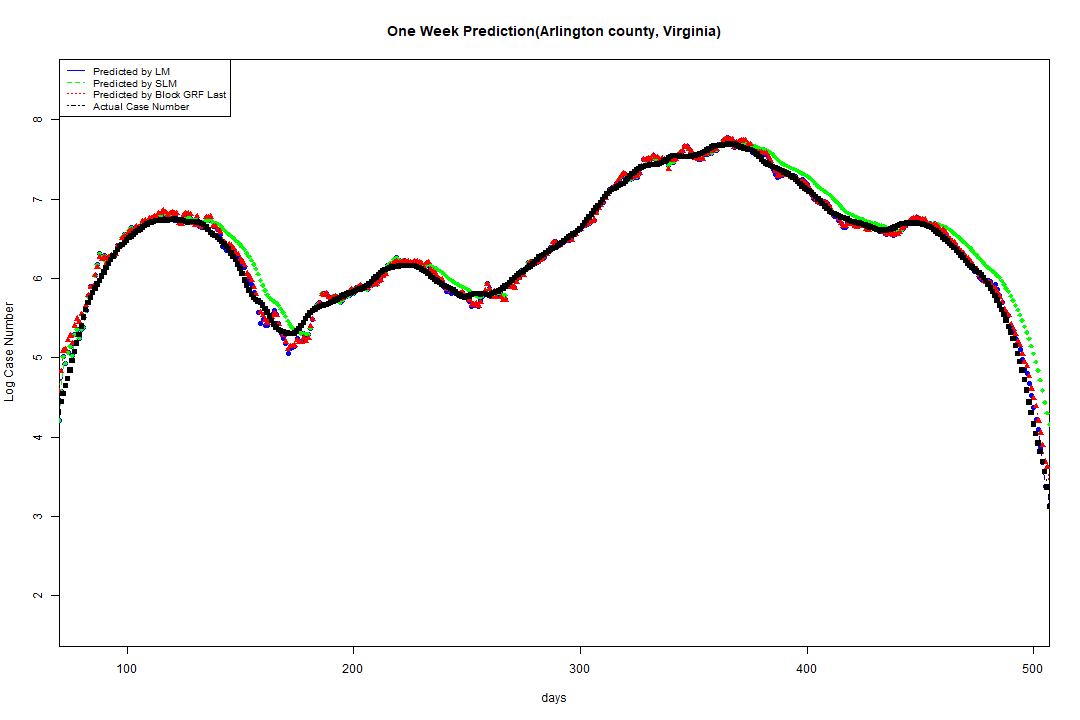 One Week Prediction(Arlington county, Virginia)
Predicted by LM
Predicted by SLM
Predicted by Block GRF Last
Actual Case Number
8
7
6
5
4
3
2
Log Case Number
100 200 300 400 500
days